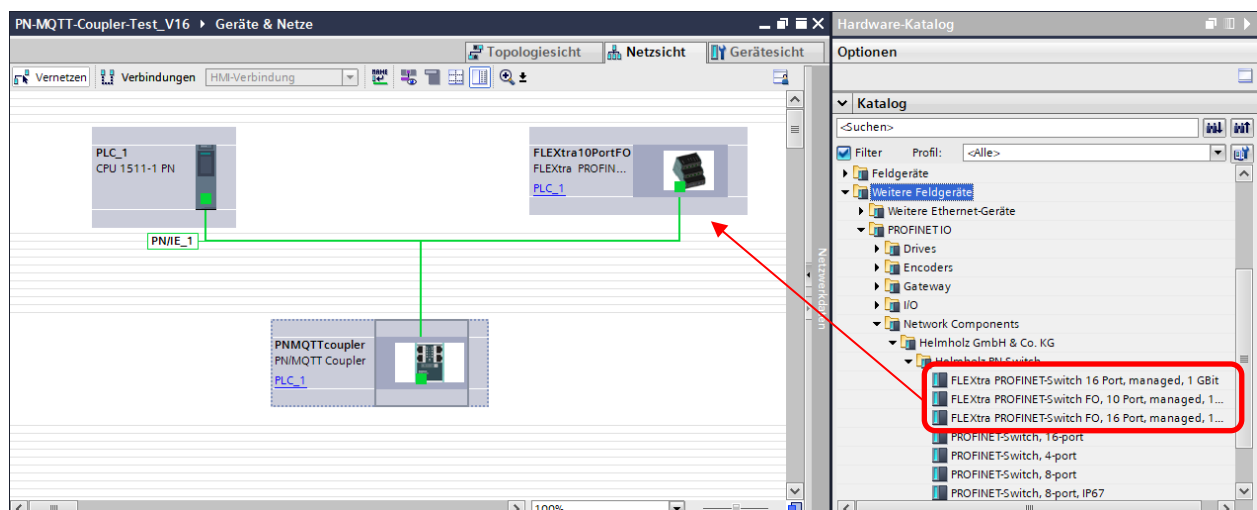 PN-MQTT-Coupler-Test_V16 ▸ Geräte & Netze
Topologiesicht Netzsicht Gerätesicht
Vernetzen Verbindungen HMI-Verbindung
PLC_1
CPU 1511-1 PN
FLEXtra10PortFO
FLEXtra PROFIN...
PLC_1
PN/IE_1
PNMQTTcoupler
PN/MQTT Coupler
PLC_1
100%
Netzwerkdaten
Hardware-Katalog
Optionen
Katalog
<Suchen>
Filter Profil: <Alle>
Feldgeräte
Weitere Feldgeräte
Weitere Ethernet-Geräte
PROFINET IO
Drives
Encoders
Gateway
I/O
Network Components
Helmholz GmbH & Co. KG
Helmholz PN-Switch
FLEXtra PROFINET-Switch 16 Port, managed, 1 GBit
FLEXtra PROFINET-Switch FO, 10 Port, managed, 1...
FLEXtra PROFINET-Switch FO, 16 Port, managed, 1...
PROFINET-Switch, 16-port
PROFINET-Switch, 4-port
PROFINET-Switch, 8-port
PROFINET-Switch, 8-port, IP67